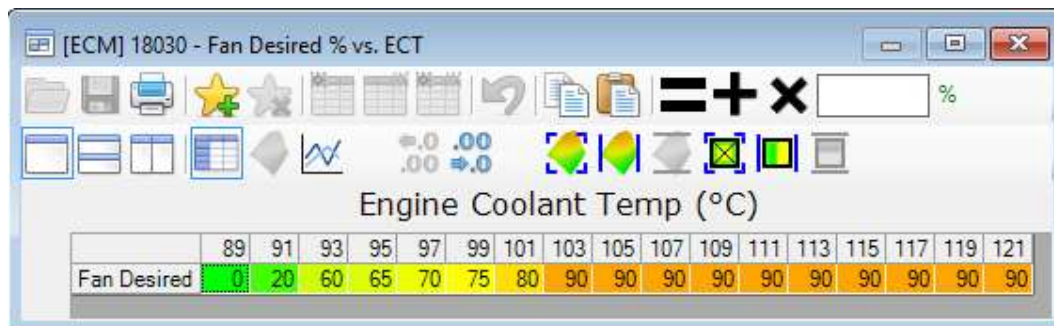 [ECM] 18030 - Fan Desired % vs. ECT
%
.0 .00
.00 .0
Engine Coolant Temp (°C)
89 91 93 95 97 99 101 103 105 107 109 111 113 115 117 119 121
Fan Desired 0 20 60 65 70 75 80 90 90 90 90 90 90 90 90 90 90